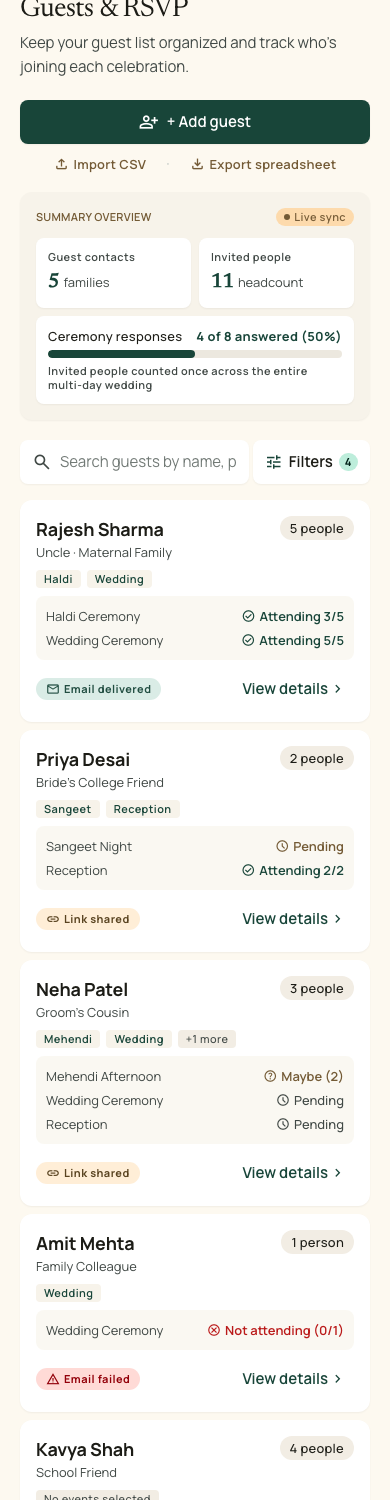 Guests & RSVP
Keep your guest list organized and track who's
joining each celebration.
+ Add guest
Import CSV · Export spreadsheet
SUMMARY OVERVIEW
Live sync
Guest contacts
5 families
Invited people
11 headcount
Ceremony responses 4 of 8 answered (50%)
Invited people counted once across the entire
multi-day wedding
Search guests by name, p
Filters 4
Rajesh Sharma
5 people
Uncle · Maternal Family
Haldi Wedding
Haldi Ceremony Attending 3/5
Wedding Ceremony Attending 5/5
Email delivered
View details
Priya Desai
2 people
Bride's College Friend
Sangeet Reception
Sangeet Night Pending
Reception Attending 2/2
Link shared
View details
Neha Patel
3 people
Groom's Cousin
Mehendi Wedding +1 more
Mehendi Afternoon Maybe (2)
Wedding Ceremony Pending
Reception Pending
Link shared
View details
Amit Mehta
1 person
Family Colleague
Wedding
Wedding Ceremony Not attending (0/1)
Email failed
View details
Kavya Shah
4 people
School Friend
No events selected